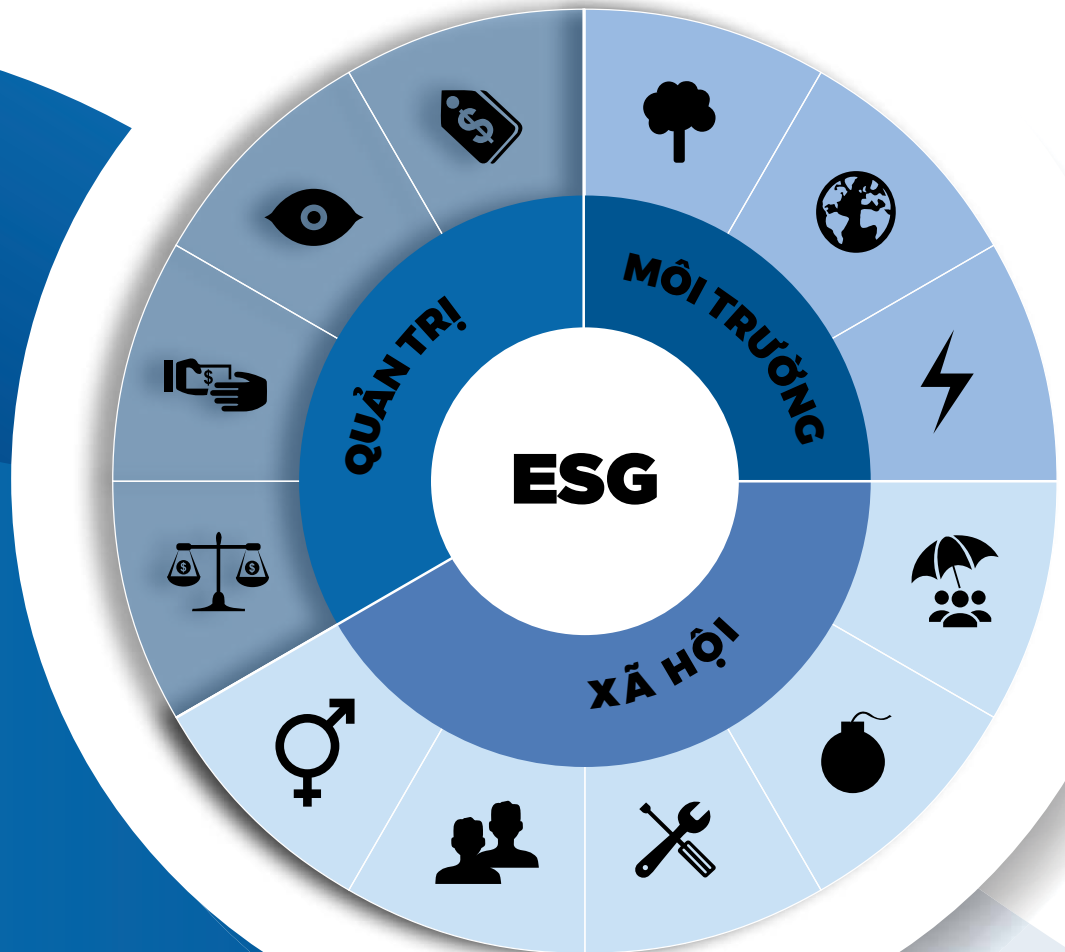 ESG
MÔI TRƯỜNG
XÃ HỘI
QUẢN TRỊ
$
$
$ $